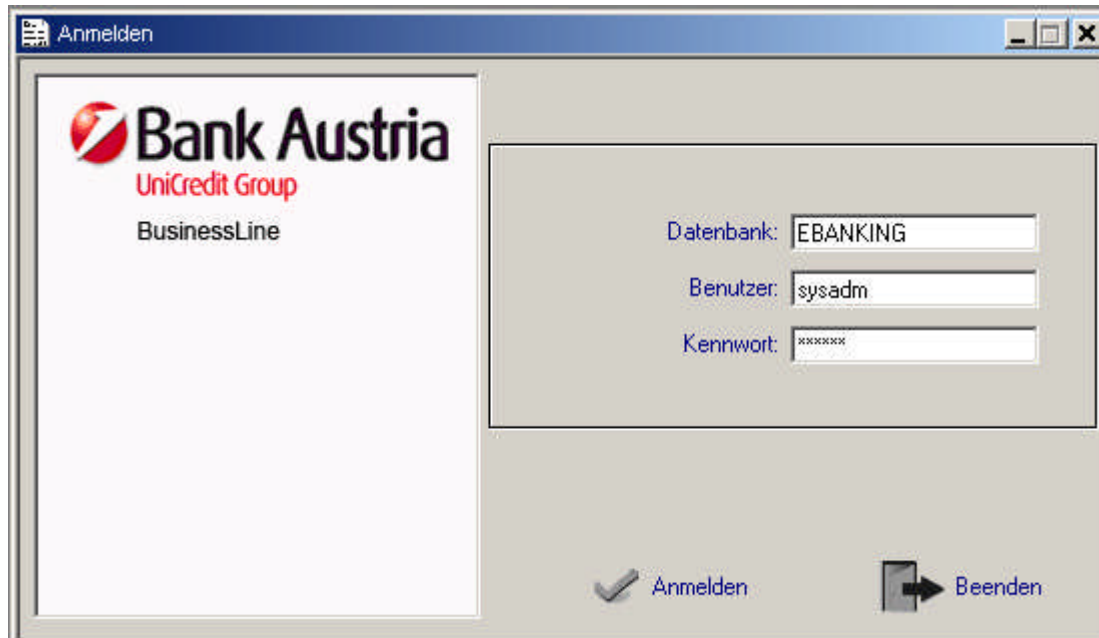 Anmelden
Bank Austria
UniCredit Group
BusinessLine
Datenbank: EBANKING
Benutzer: sysadm
Kennwort: ******
Anmelden
Beenden